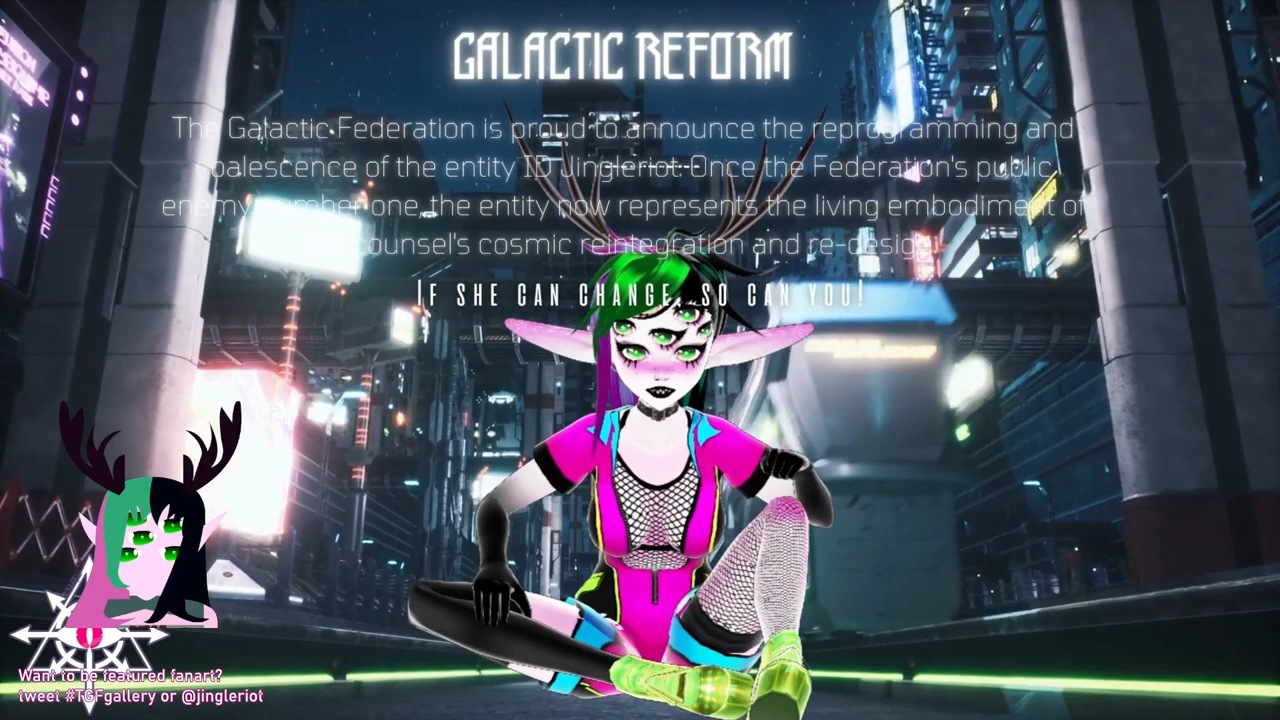 GALACTIC REFORM
The Galactic Federation is proud to announce the reprogramming and
coalescence of the entity ID Jingleriot. Once the Federation's public
enemy number one, the entity now represents the living embodiment of
counsel's cosmic reintegration and re-design
IF SHE CAN CHANGE, SO CAN YOU!
Want to be featured fanart?
tweet #TGFgallery or @jingleriot